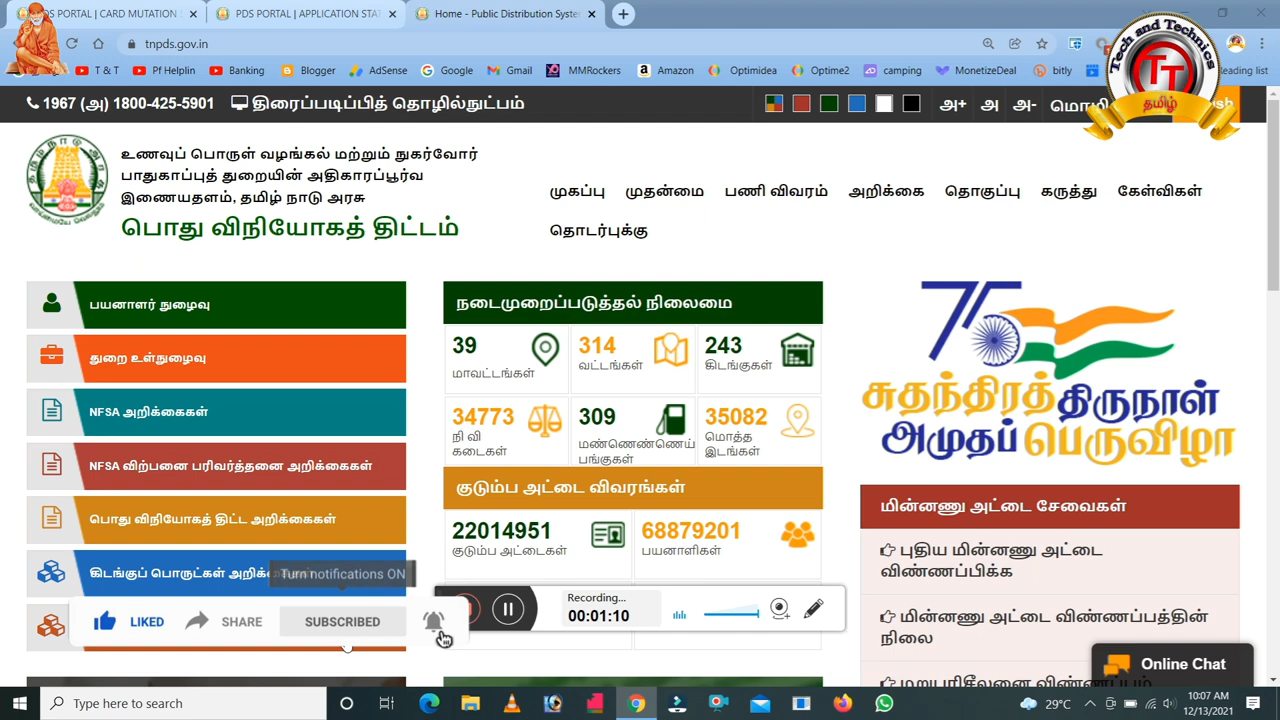 PDS PORTAL | CARD MUTATION
PDS PORTAL | APPLICATION STAT
Home - Public Distribution Syste
tnpds.gov.in
T & T
Pf Helplin
Banking
Blogger
AdSense
Google
Gmail
MMRockers
Amazon
Optimidea
Optime2
camping
MonetizeDeal
bitly
ading list
Tech and Technics
TT
தமிழ்
1967 (அ) 1800-425-5901
திரைப்படிப்பித் தொழில்நுட்பம்
அ+ அ அ-
உணவுப் பொருள் வழங்கல் மற்றும் நுகர்வோர்
பாதுகாப்புத் துறையின் அதிகாரப்பூர்வ
இணையதளம், தமிழ் நாடு அரசு
பொது விநியோகத் திட்டம்
முகப்பு முதன்மை பணி விவரம் அறிக்கை தொகுப்பு கருத்து கேள்விகள்
தொடர்புக்கு
பயனாளர் நுழைவு
துறை உள்நுழைவு
NFSA அறிக்கைகள்
NFSA விற்பனை பரிவர்த்தனை அறிக்கைகள்
பொது விநியோகத் திட்ட அறிக்கைகள்
கிடங்குப் பொருட்கள்
நடைமுறைப்படுத்தல் நிலைமை
39
மாவட்டங்கள்
314
வட்டங்கள்
243
கிடங்குகள்
34773
நி வி
கடைகள்
309
மண்ணெண்ணெய்
பங்குகள்
35082
மொத்த
இடங்கள்
குடும்ப அட்டை விவரங்கள்
22014951
குடும்ப அட்டைகள்
68879201
பயனாளிகள்
75
சுதந்திரத்திருநாள்
அமுதப்பெருவிழா
மின்னணு அட்டை சேவைகள்
புதிய மின்னணு அட்டை
விண்ணப்பிக்க
மின்னணு அட்டை விண்ணப்பத்தின்
நிலை
Online Chat
Turn notifications ON
LIKED
SHARE
SUBSCRIBED
Recording...
00:01:10
Type here to search
29°C
10:07 AM
12/13/2021